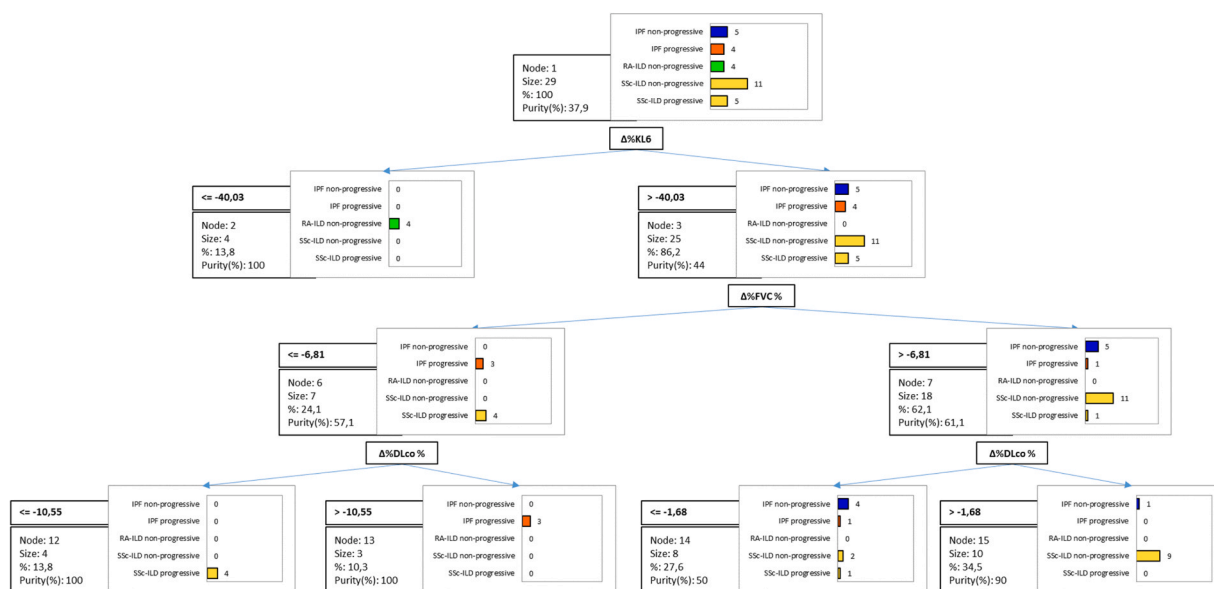 IPF non-progressive 5
IPF progressive 4
RA-ILD non-progressive 4
SSc-ILD non-progressive 11
SSc-ILD progressive 5
Node: 1
Size: 29
%: 100
Purity(%): 37,9
Δ%KL6
<= -40,03
Node: 2
Size: 4
%: 13,8
Purity(%): 100
IPF non-progressive 0
IPF progressive 0
RA-ILD non-progressive 4
SSc-ILD non-progressive 0
SSc-ILD progressive 0
> -40,03
Node: 3
Size: 25
%: 86,2
Purity(%): 44
IPF non-progressive 5
IPF progressive 4
RA-ILD non-progressive 0
SSc-ILD non-progressive 11
SSc-ILD progressive 5
Δ%FVC %
<= -6,81
Node: 6
Size: 7
%: 24,1
Purity(%): 57,1
IPF non-progressive 0
IPF progressive 3
RA-ILD non-progressive 0
SSc-ILD non-progressive 0
SSc-ILD progressive 4
> -6,81
Node: 7
Size: 18
%: 62,1
Purity(%): 61,1
IPF non-progressive 5
IPF progressive 1
RA-ILD non-progressive 0
SSc-ILD non-progressive 11
SSc-ILD progressive 1
Δ%DLco %
Δ%DLco %
<= -10,55
Node: 12
Size: 4
%: 13,8
Purity(%): 100
IPF non-progressive 0
IPF progressive 0
RA-ILD non-progressive 0
SSc-ILD non-progressive 0
SSc-ILD progressive 4
> -10,55
Node: 13
Size: 3
%: 10,3
Purity(%): 100
IPF non-progressive 0
IPF progressive 3
RA-ILD non-progressive 0
SSc-ILD non-progressive 0
SSc-ILD progressive 0
<= -1,68
Node: 14
Size: 8
%: 27,6
Purity(%): 50
IPF non-progressive 4
IPF progressive 1
RA-ILD non-progressive 0
SSc-ILD non-progressive 2
SSc-ILD progressive 1
> -1,68
Node: 15
Size: 10
%: 34,5
Purity(%): 90
IPF non-progressive 1
IPF progressive 0
RA-ILD non-progressive 0
SSc-ILD non-progressive 9
SSc-ILD progressive 0